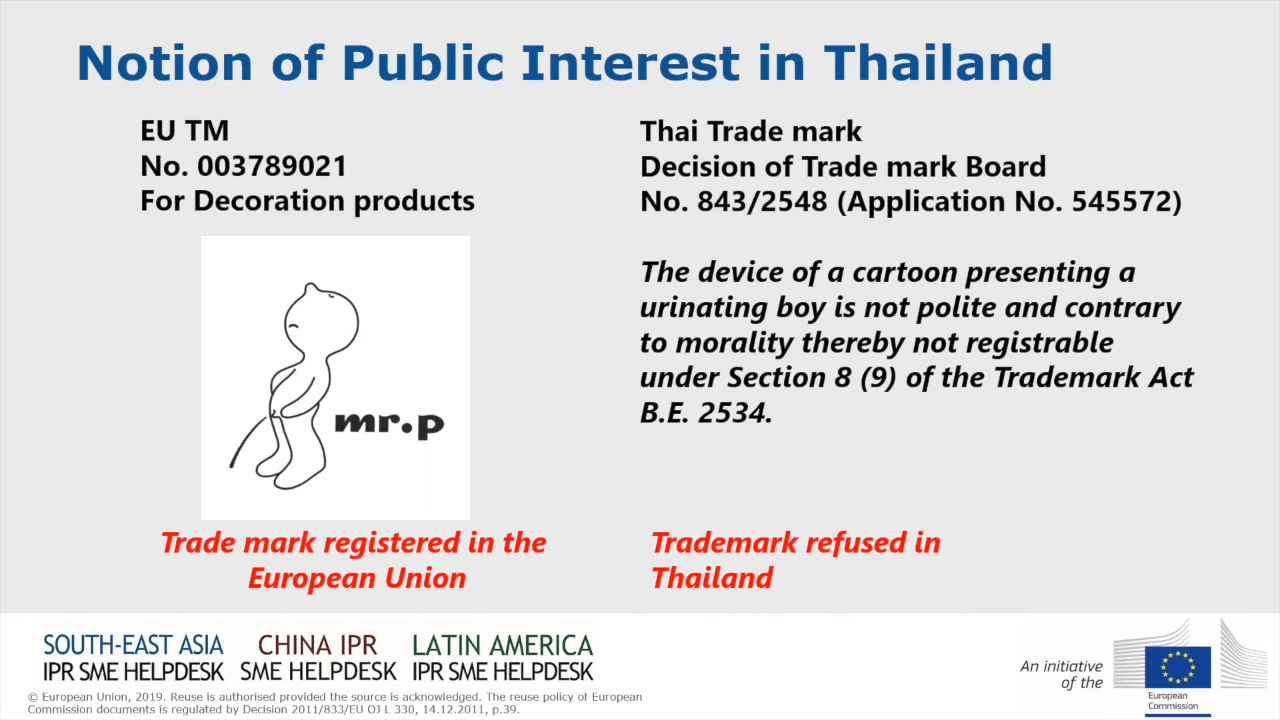 Notion of Public Interest in Thailand
EU TM
No. 003789021
For Decoration products
mr.p
Trade mark registered in the
European Union
Thai Trade mark
Decision of Trade mark Board
No. 843/2548 (Application No. 545572)
The device of a cartoon presenting a
urinating boy is not polite and contrary
to morality thereby not registrable
under Section 8 (9) of the Trademark Act
B.E. 2534.
Trademark refused in
Thailand
SOUTH-EAST ASIA
IPR SME HELPDESK
CHINA IPR
SME HELPDESK
LATIN AMERICA
IPR SME HELPDESK
© European Union, 2019. Reuse is authorised provided the source is acknowledged. The reuse policy of European
Commission documents is regulated by Decision 2011/833/EU OJ L 330, 14.12.2011, p.39.
An initiative
of the
European
Commission